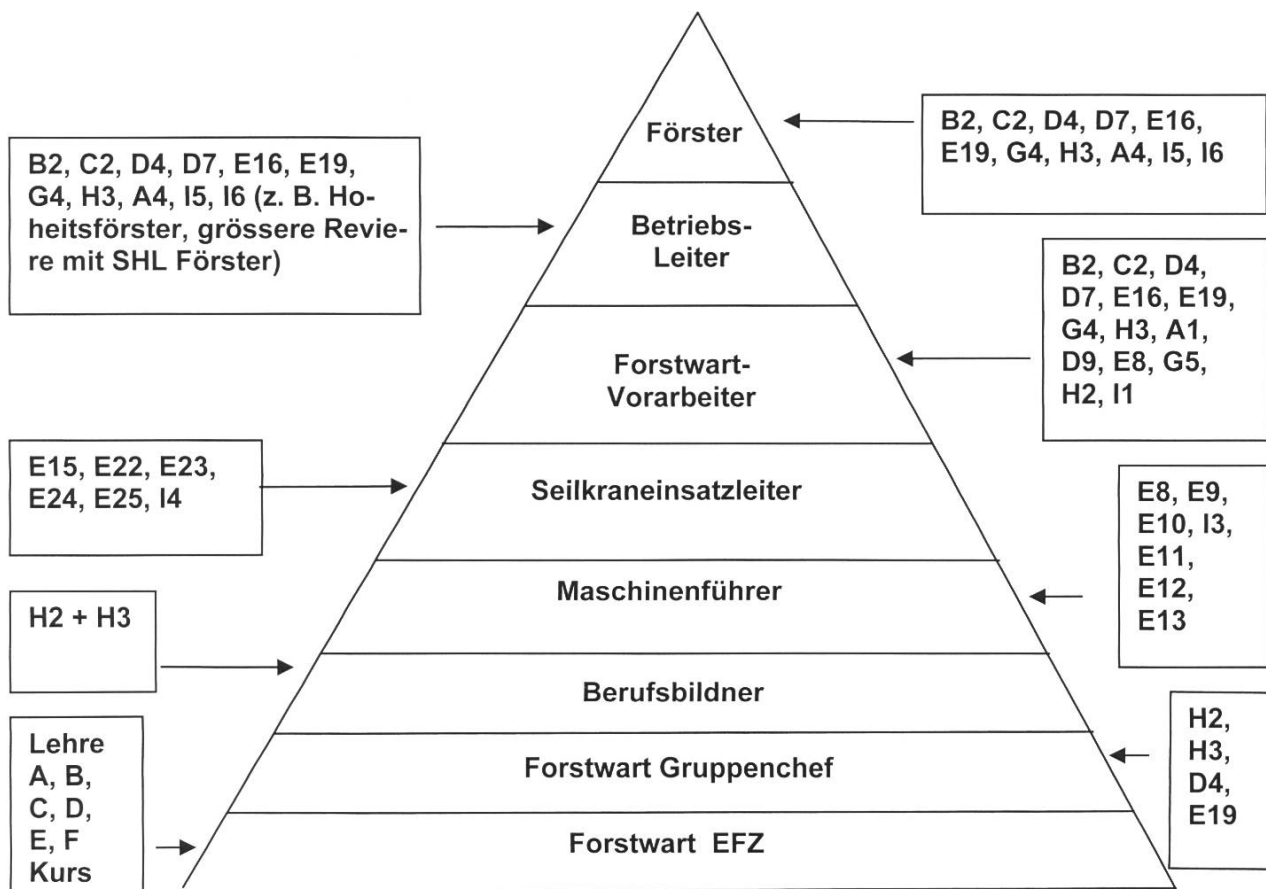 Förster
B2, C2, D4, D7, E16,
E19, G4, H3, A4, I5, I6
B2, C2, D4, D7, E16, E19,
G4, H3, A4, I5, I6 (z. B. Ho-
heitsförster, grössere Revie-
re mit SHL Förster)
Betriebs-
Leiter
B2, C2, D4,
D7, E16, E19,
G4, H3, A1,
D9, E8, G5,
H2, I1
Forstwart-
Vorarbeiter
E15, E22, E23,
E24, E25, I4
Seilkraneinsatzleiter
E8, E9,
E10, I3,
E11,
E12,
E13
Maschinenführer
H2 + H3
Berufsbildner
H2,
H3,
D4,
E19
Forstwart Gruppenchef
Lehre
A, B,
C, D,
E, F
Kurs
Forstwart EFZ